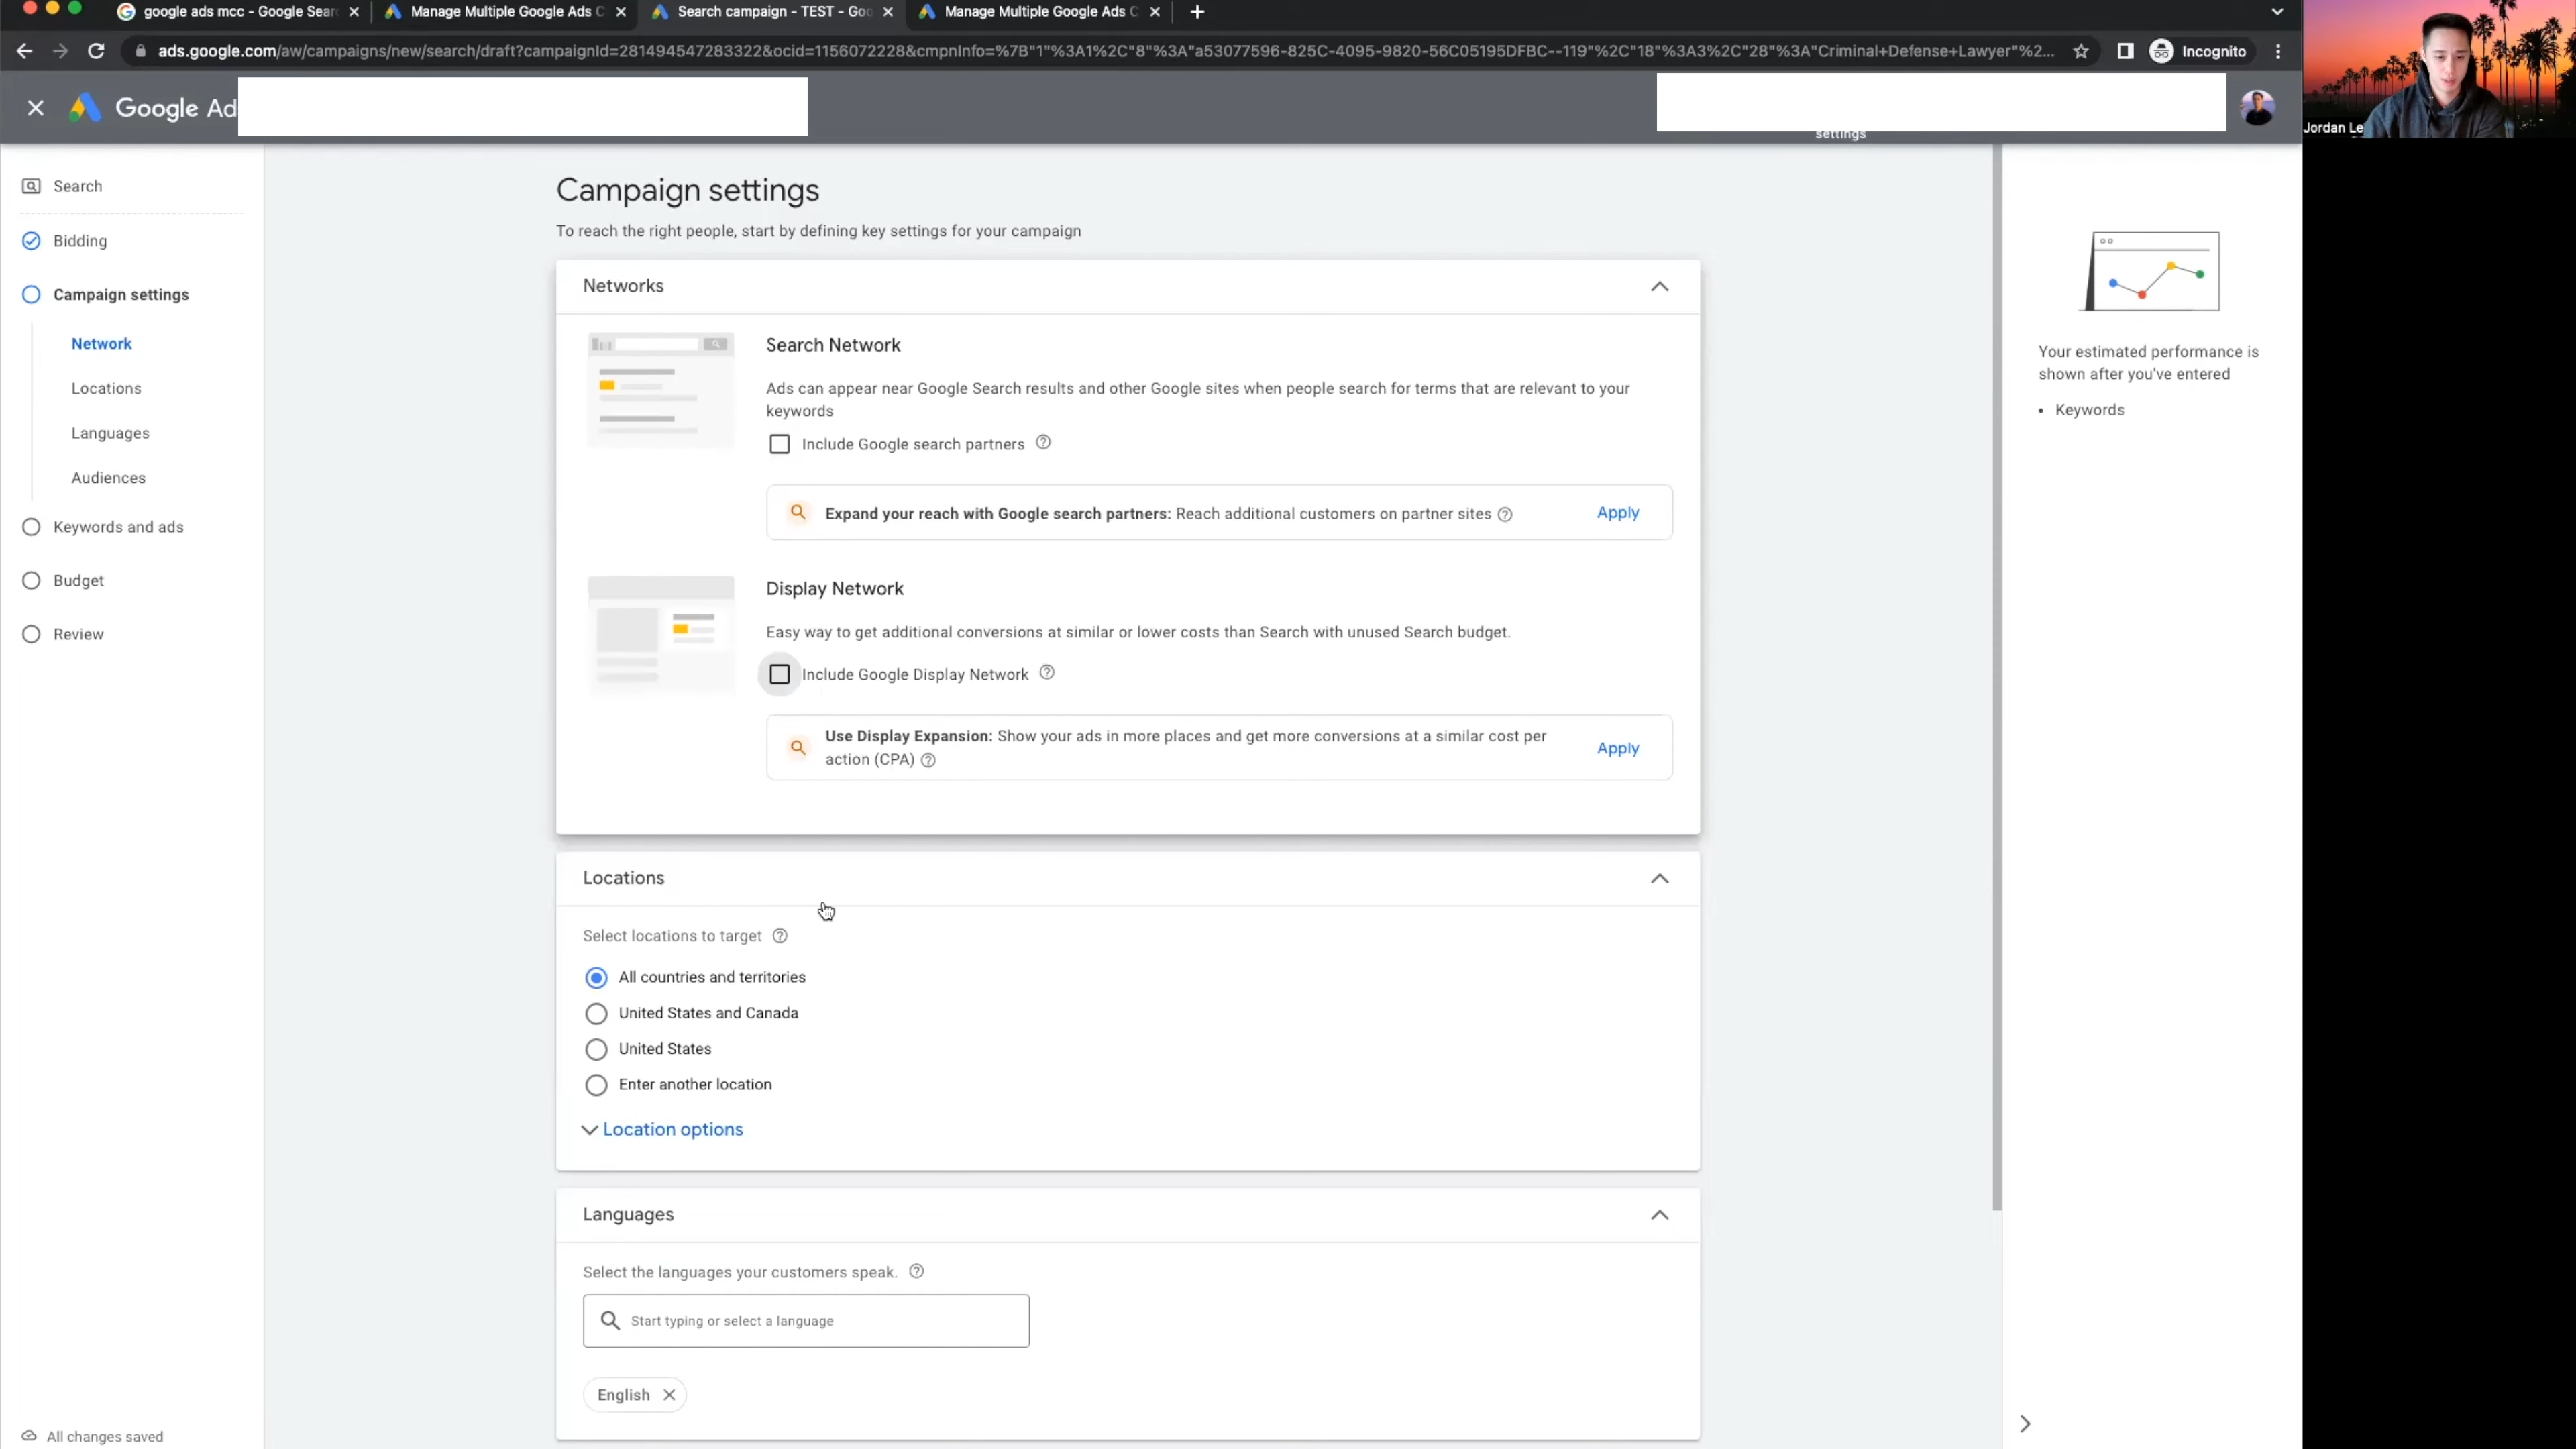 google ads mcc - Google Sear
Manage Multiple Google Ads C
Search campaign - TEST - Goo
Manage Multiple Google Ads C
ads.google.com/aw/campaigns/new/search/draft?campaignId=281494547283322&ocid=1156072228&cmpnInfo=%7B"1"%3A1%2C"8"%3A"a53077596-825C-4095-9820-56C05195DFBC--119"%2C"18"%3A3%2C"28"%3A"Criminal+Defense+Lawyer"%2...
Incognito
Google Ad
settings
Jordan Le
Search
Bidding
Campaign settings
Network
Locations
Languages
Audiences
Keywords and ads
Budget
Review
All changes saved
Campaign settings
To reach the right people, start by defining key settings for your campaign
Networks
Search Network
Ads can appear near Google Search results and other Google sites when people search for terms that are relevant to your
keywords
Include Google search partners
Expand your reach with Google search partners: Reach additional customers on partner sites
Apply
Display Network
Easy way to get additional conversions at similar or lower costs than Search with unused Search budget.
Include Google Display Network
Use Display Expansion: Show your ads in more places and get more conversions at a similar cost per
action (CPA)
Apply
Locations
Select locations to target
All countries and territories
United States and Canada
United States
Enter another location
Location options
Languages
Select the languages your customers speak.
Start typing or select a language
English
Your estimated performance is
shown after you've entered
• Keywords